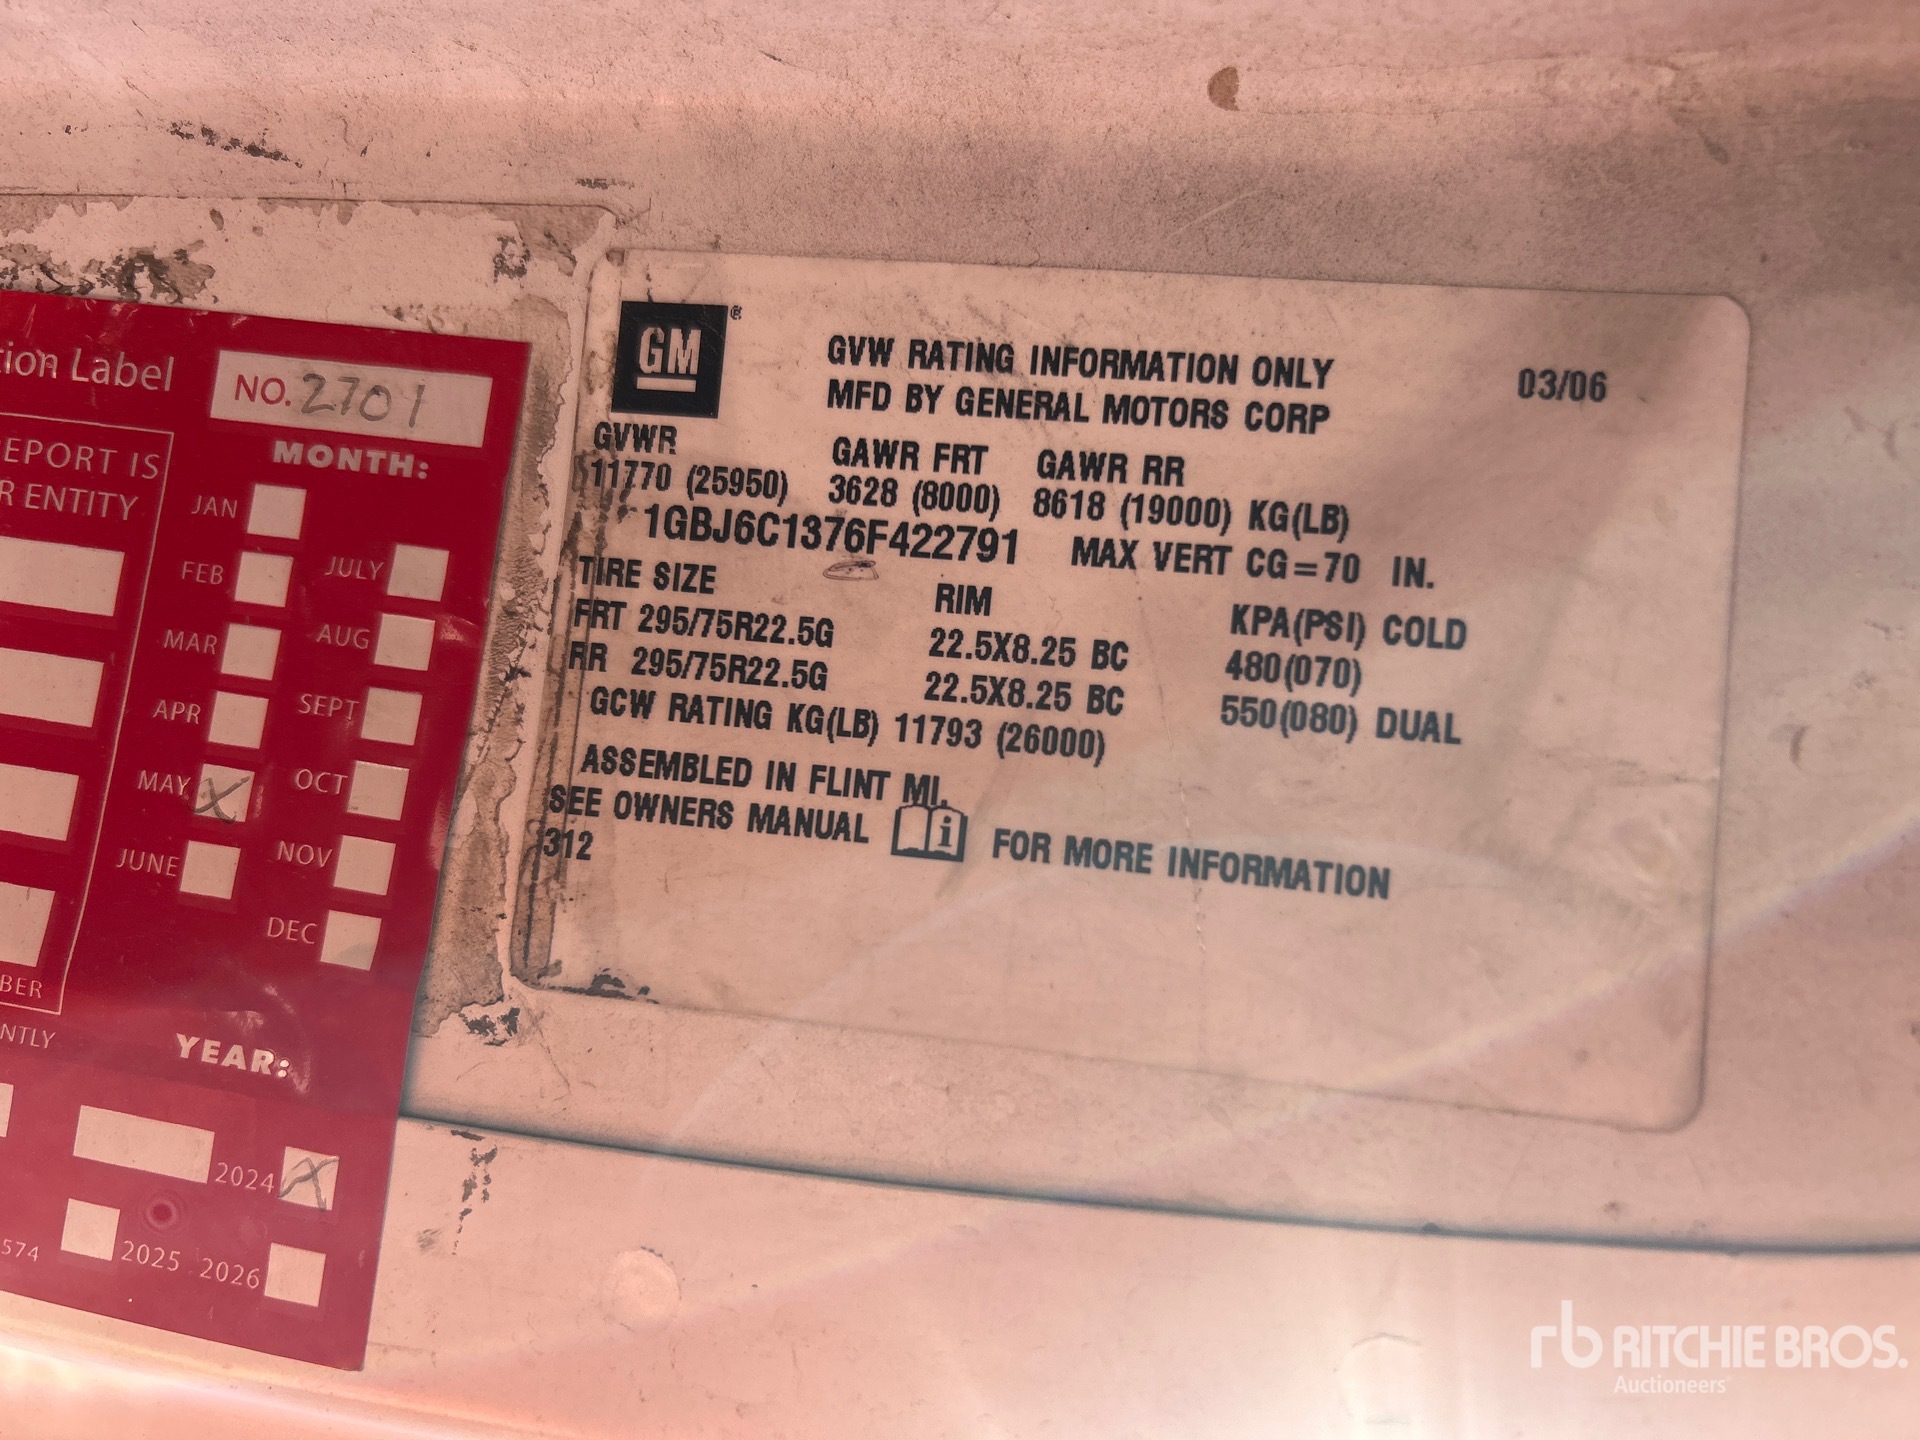 tion Label
NO. 2701
EPORT IS
R ENTITY
MONTH:
JAN
FEB
MAR
APR
MAY X
JUNE
JULY
AUG
SEPT
OCT
NOV
DEC
BER
NTLY
YEAR:
2024 X
574
2025
2026
GM®
GVW RATING INFORMATION ONLY
03/06
MFD BY GENERAL MOTORS CORP
GVWR GAWR FRT GAWR RR
11770 (25950) 3628 (8000) 8618 (19000) KG(LB)
1GBJ6C1376F422791 MAX VERT CG=70 IN.
TIRE SIZE RIM KPA(PSI) COLD
FRT 295/75R22.5G 22.5X8.25 BC 480(070)
RR 295/75R22.5G 22.5X8.25 BC 550(080) DUAL
GCW RATING KG(LB) 11793 (26000)
ASSEMBLED IN FLINT MI.
SEE OWNERS MANUAL i FOR MORE INFORMATION
312
rb RITCHIE BROS.
Auctioneers